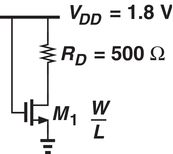 V_DD = 1.8 V
R_D = 500 Ω
M_1 W/L